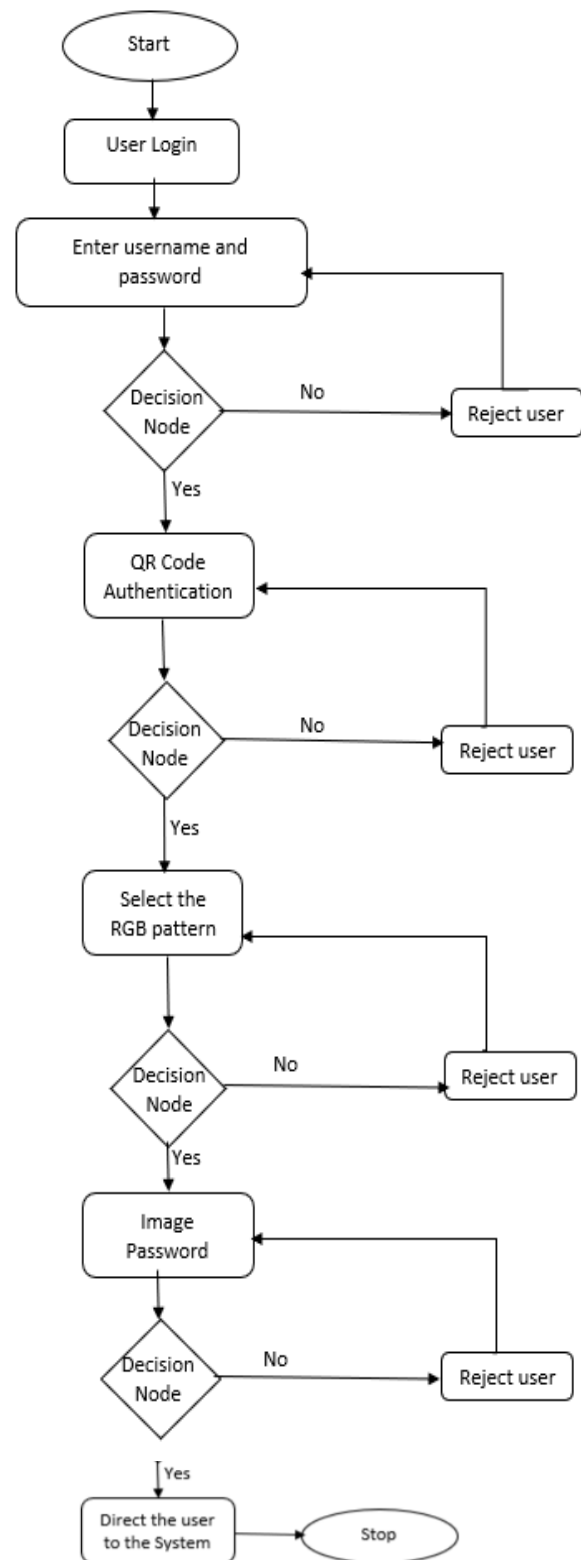 Start
User Login
Enter username and
password
Decision
Node
No
Reject user
Yes
QR Code
Authentication
Decision
Node
No
Reject user
Yes
Select the
RGB pattern
Decision
Node
No
Reject user
Yes
Image
Password
Decision
Node
No
Reject user
Yes
Direct the user
to the System
Stop